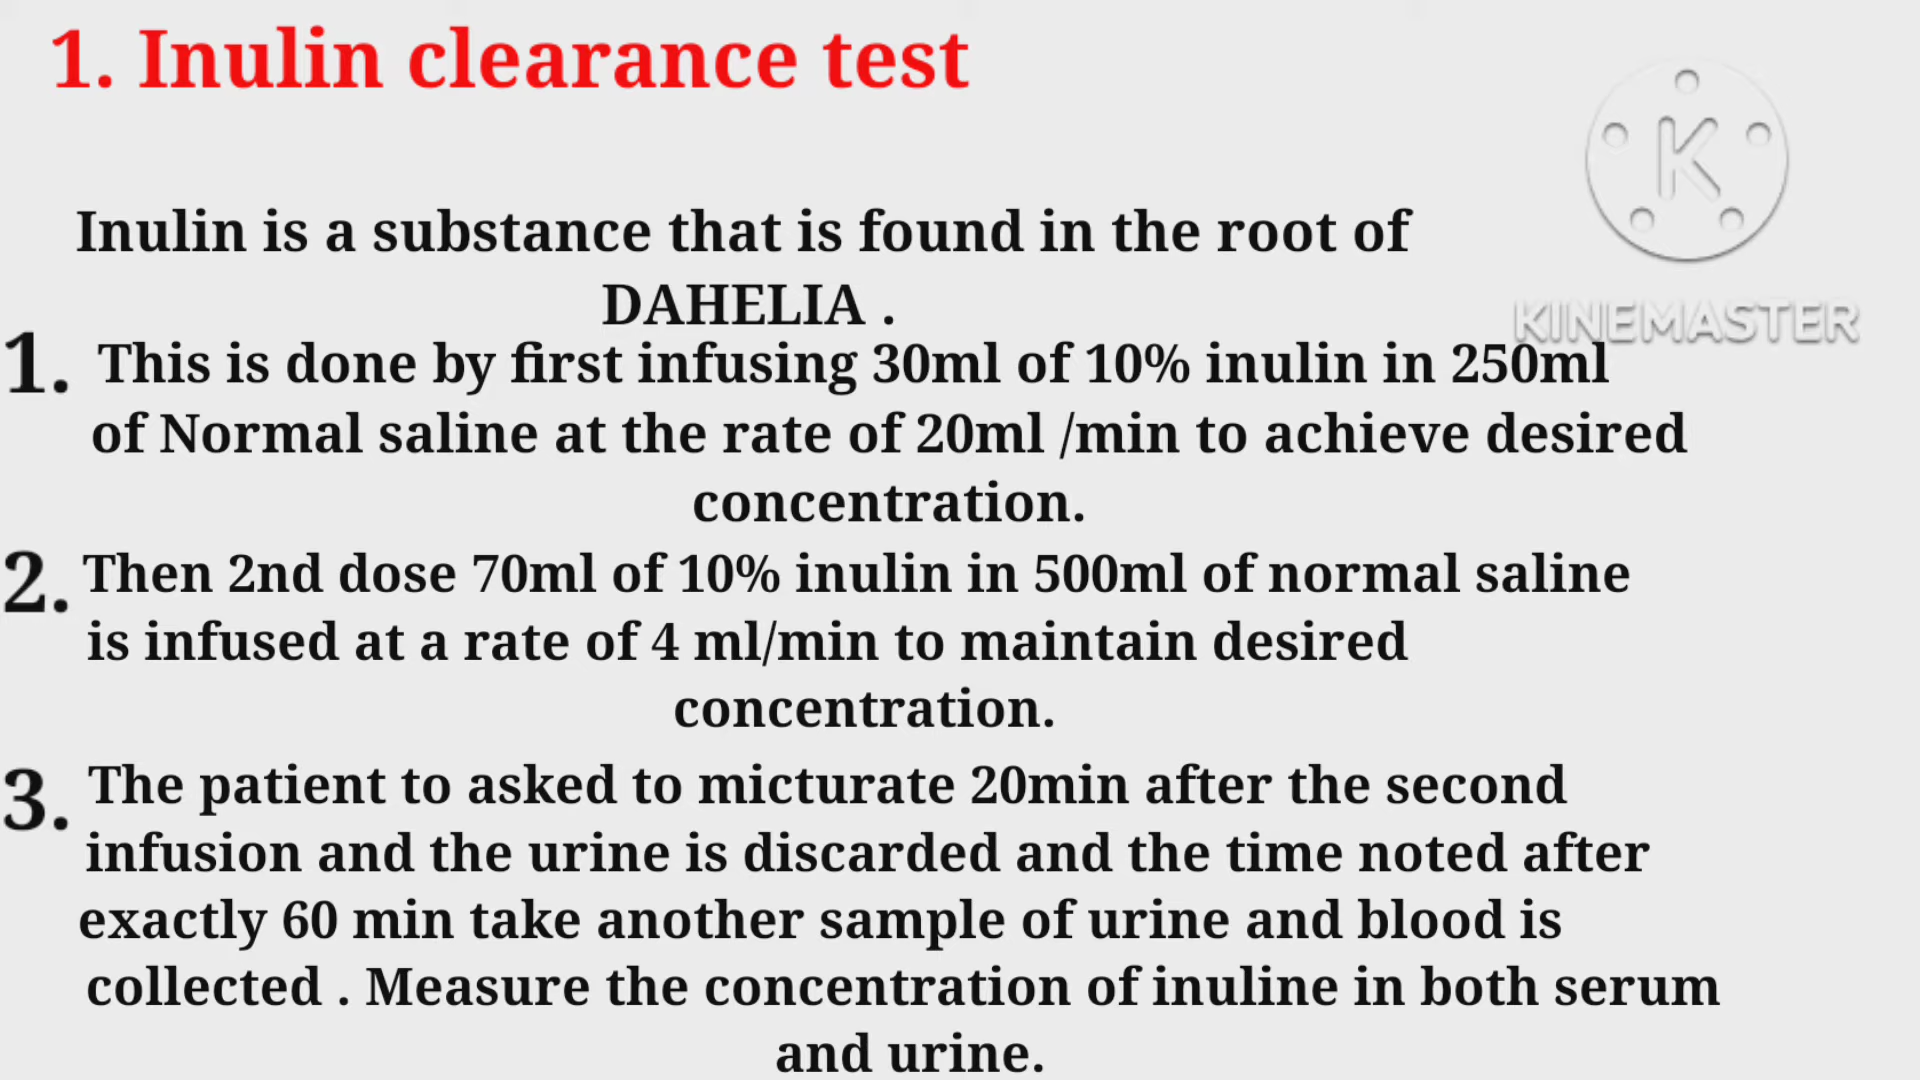 1. Inulin clearance test
K
KINEMASTER
Inulin is a substance that is found in the root of
DAHELIA .
1. This is done by first infusing 30ml of 10% inulin in 250ml
of Normal saline at the rate of 20ml /min to achieve desired
concentration.
2. Then 2nd dose 70ml of 10% inulin in 500ml of normal saline
is infused at a rate of 4 ml/min to maintain desired
concentration.
3. The patient to asked to micturate 20min after the second
infusion and the urine is discarded and the time noted after
exactly 60 min take another sample of urine and blood is
collected . Measure the concentration of inuline in both serum
and urine.